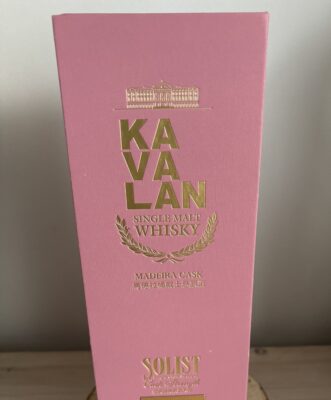 KA
VA
LAN
SINGLE MALT
WHISKY
MADEIRA CASK
SOLIST